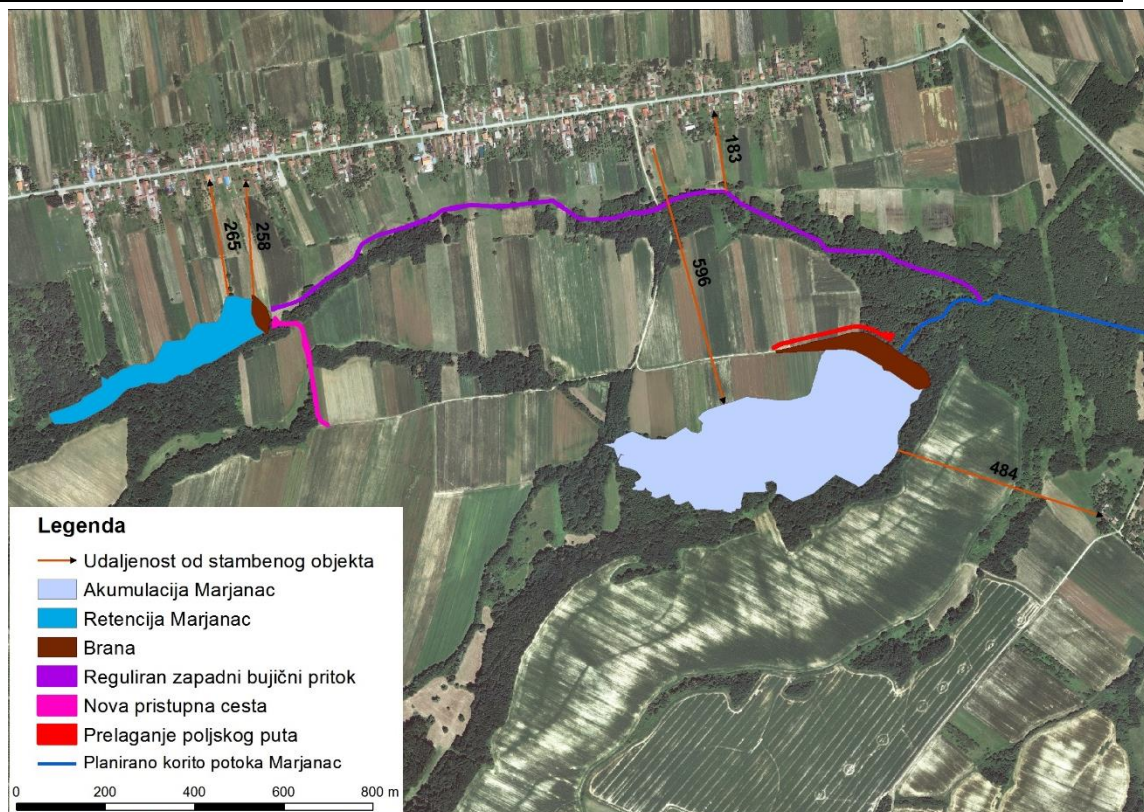 183
265
258
596
484
Legenda
Udaljenost od stambenog objekta
Akumulacija Marjanac
Retencija Marjanac
Brana
Reguliran zapadni bujični pritok
Nova pristupna cesta
Prelaganje poljskog puta
Planirano korito potoka Marjanac
0 200 400 600 800 m